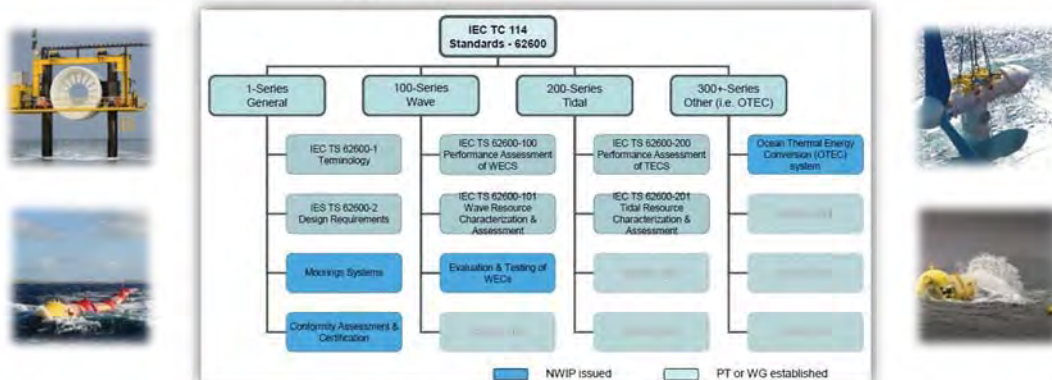 IEC TC 114
Standards - 62600
1-Series
General
100-Series
Wave
200-Series
Tidal
300+-Series
Other (i.e. OTEC)
IEC TS 62600-1
Terminology
IEC TS 62600-100
Performance Assessment
of WECS
IEC TS 62600-200
Performance Assessment
of TECS
Ocean Thermal Energy
Conversion (OTEC)
system
IES TS 62600-2
Design Requirements
IEC TS 62600-101
Wave Resource
Characterization &
Assessment
IEC TS 62600-201
Tidal Resource
Characterization &
Assessment
Moorings Systems
Evaluation & Testing of
WECs
Conformity Assessment &
Certification
NWIP issued
PT or WG established